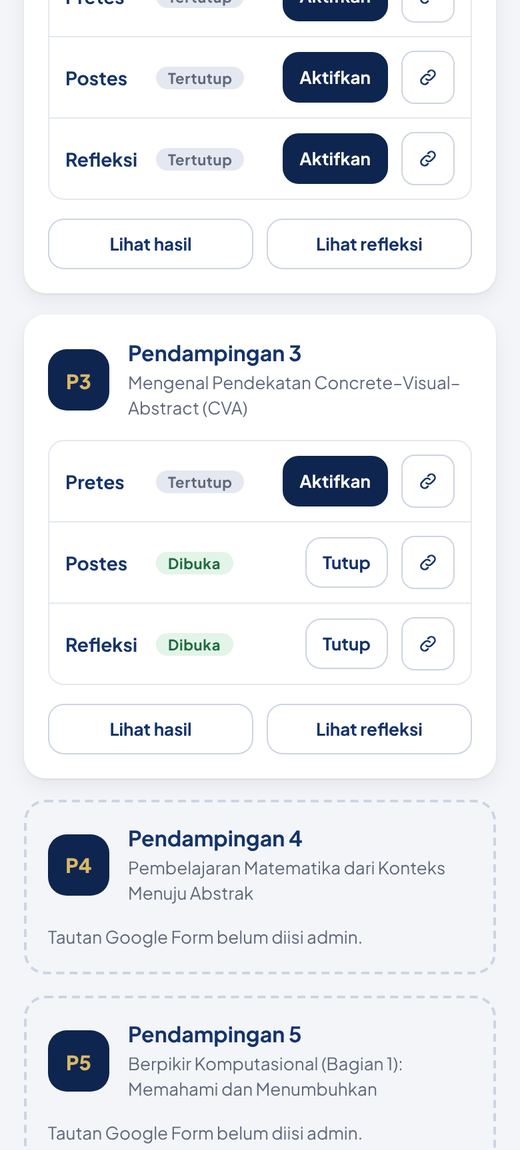 Pretes Tertutup Aktifkan
Postes Tertutup Aktifkan
Refleksi Tertutup Aktifkan
Lihat hasil Lihat refleksi
P3
Pendampingan 3
Mengenal Pendekatan Concrete–Visual–
Abstract (CVA)
Pretes Tertutup Aktifkan
Postes Dibuka Tutup
Refleksi Dibuka Tutup
Lihat hasil Lihat refleksi
P4
Pendampingan 4
Pembelajaran Matematika dari Konteks
Menuju Abstrak
Tautan Google Form belum diisi admin.
P5
Pendampingan 5
Berpikir Komputasional (Bagian 1):
Memahami dan Menumbuhkan
Tautan Google Form belum diisi admin.